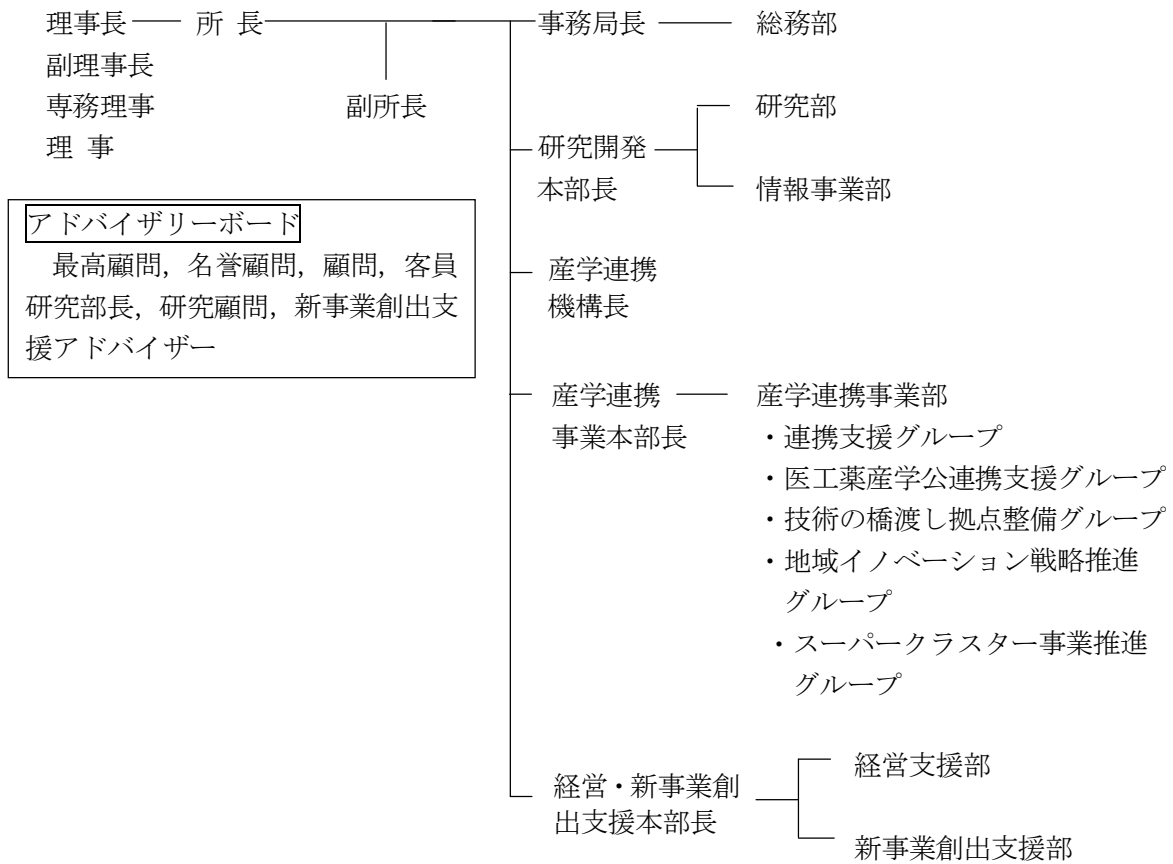 理事長 所 長 事務局長 総務部
副理事長
専務理事 副所長 研究部
理 事
研究開発
本部長 情報事業部
アドバイザリーボード
最高顧問，名誉顧問，顧問，客員
研究部長，研究顧問，新事業創出支
援アドバイザー
産学連携
機構長
産学連携 産学連携事業部
事業本部長 ・連携支援グループ
・医工薬産学公連携支援グループ
・技術の橋渡し拠点整備グループ
・地域イノベーション戦略推進
グループ
・スーパークラスター事業推進
グループ
経営・新事業創
出支援本部長
経営支援部
新事業創出支援部